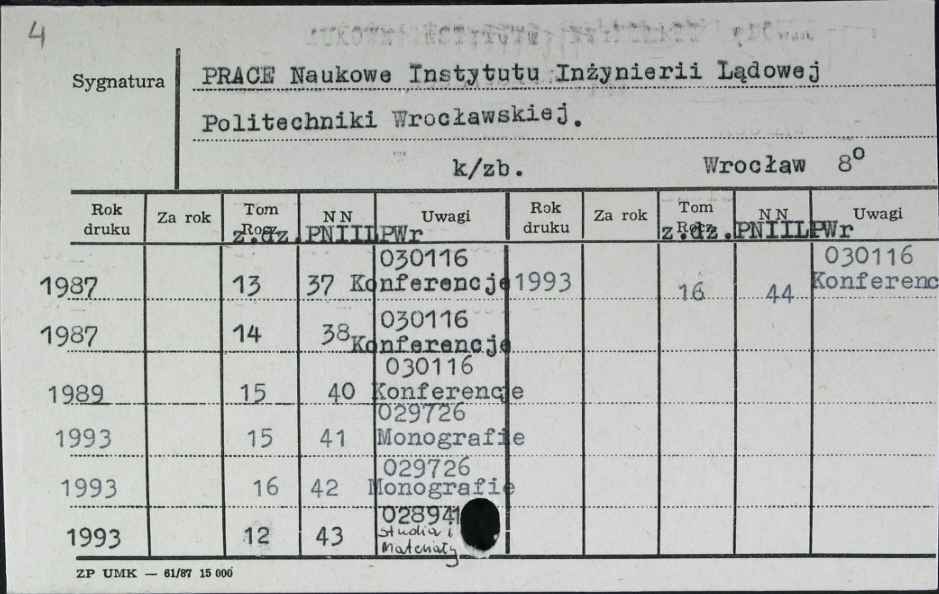 4
Sygnatura
PRACE Naukowe Instytutu Inżynierii Lądowej
Politechniki Wrocławskiej.
k/zb. Wrocław 8°
Rok druku Za rok Tom Rocz. NN Uwagi Rok druku Za rok Tom Rocz. NN Uwagi
z.dz. PNIILPWr z.dz. PNIILPWr
030116 030116
1987 13 37 Konferencje 1993 16 44 Konferenc
030116
1987 14 38 Konferencje
030116
1989 15 40 Konferencje
029726
1993 15 41 Monografie
029726
1993 16 42 Monografie
028941
1993 12 43 Studia i
Materiały
ZP UMK — 61/87 15 000